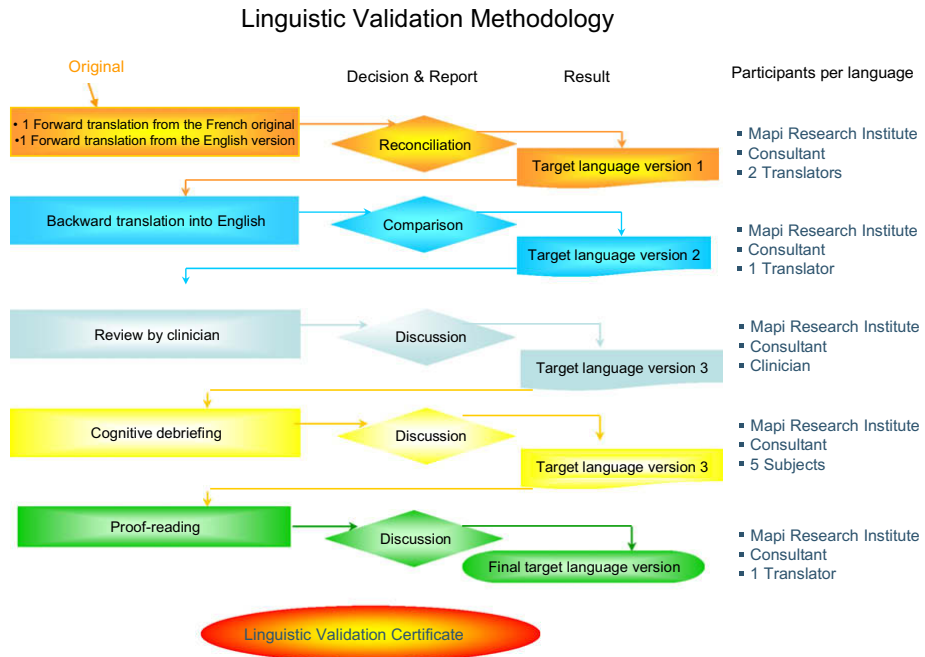 Linguistic Validation Methodology
Original
Decision & Report
Result
Participants per language
• 1 Forward translation from the French original
•1 Forward translation from the English version
Reconciliation
Target language version 1
▪ Mapi Research Institute
▪ Consultant
▪ 2 Translators
Backward translation into English
Comparison
Target language version 2
▪ Mapi Research Institute
▪ Consultant
▪ 1 Translator
Review by clinician
Discussion
Target language version 3
▪ Mapi Research Institute
▪ Consultant
▪ Clinician
Cognitive debriefing
Discussion
Target language version 3
▪ Mapi Research Institute
▪ Consultant
▪ 5 Subjects
Proof-reading
Discussion
Final target language version
▪ Mapi Research Institute
▪ Consultant
▪ 1 Translator
Linguistic Validation Certificate